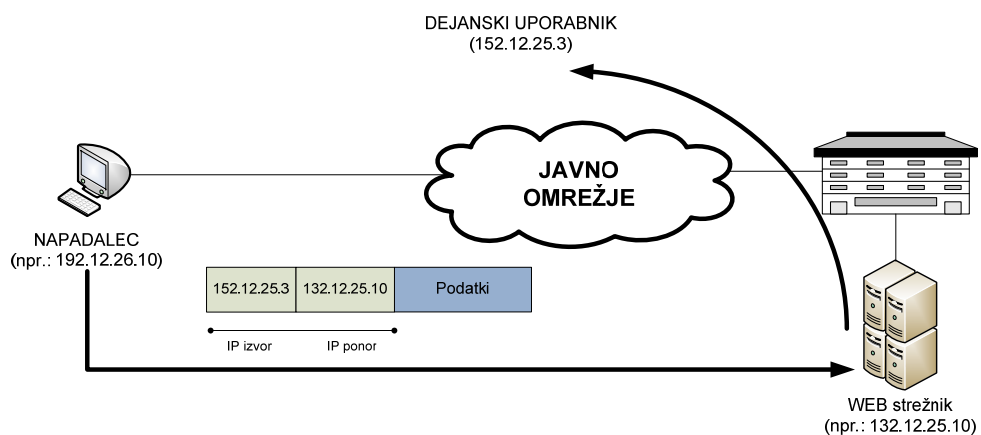 DEJANSKI UPORABNIK
(152.12.25.3)
JAVNO
OMREŽJE
NAPADALEC
(npr.: 192.12.26.10)
152.12.25.3
132.12.25.10
Podatki
IP izvor
IP ponor
WEB strežnik
(npr.: 132.12.25.10)